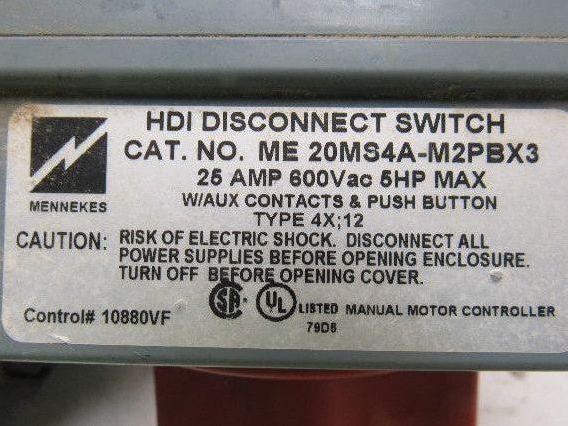 HDI DISCONNECT SWITCH
CAT. NO. ME 20MS4A-M2PBX3
25 AMP 600Vac 5HP MAX
W/AUX CONTACTS & PUSH BUTTON
TYPE 4X;12
MENNEKES
CAUTION: RISK OF ELECTRIC SHOCK. DISCONNECT ALL
POWER SUPPLIES BEFORE OPENING ENCLOSURE.
TURN OFF BEFORE OPENING COVER.
Control# 10880VF
SA UL LISTED MANUAL MOTOR CONTROLLER
79D6